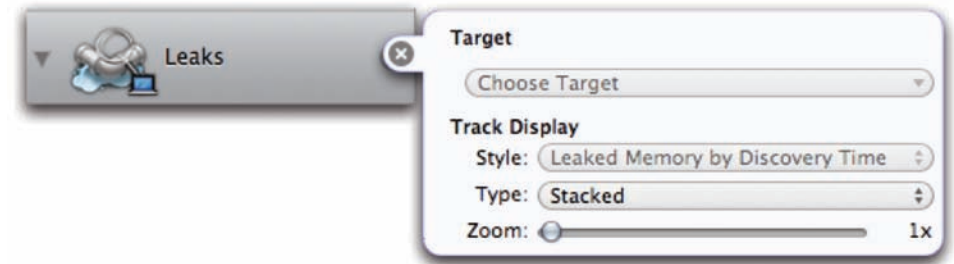 Leaks
Target
Choose Target
Track Display
Style: Leaked Memory by Discovery Time
Type: Stacked
Zoom: 1x